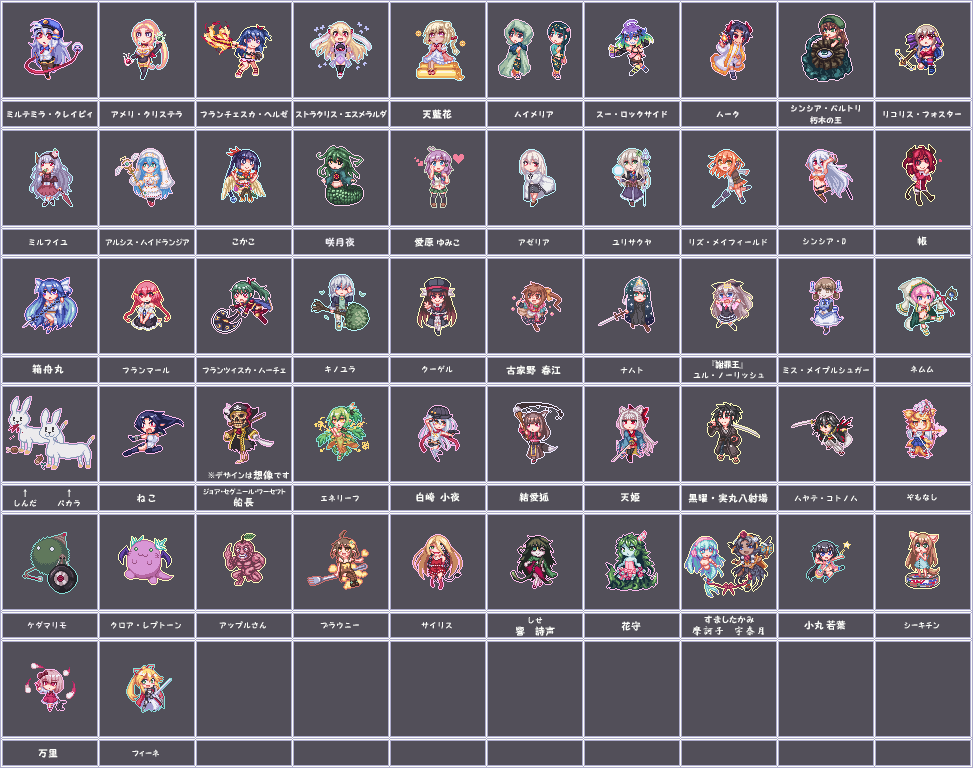 ミルテミラ・クレイピィ
アメリ・クリステラ
フランチェスカ・ヘルゼ
ストラクリス・エスメラルダ
天藍花
ハイメリア
スー・ロックサイド
ムーク
シンシア・バルトリ
朽木の王
リコリス・フォスター
ミルフイユ
アルシス・ハイドランジア
こかこ
咲月夜
愛原 ゆみこ
アゼリア
ユリサクヤ
リズ・メイフィールド
シンシア・D
帳
箱舟丸
フランマール
フランツィスカ・ムーチェ
キノユラ
ウーゲル
古家野 春江
ナハト
『謝罪王』
ユル・ノーリッシュ
ミス・メイプルシュガー
ネムム
↑ ↑
しんだ バカラ
ねこ
※デザインは想像です
ジョア・セグニール・ワーセフト
船長
エネリーフ
白崎 小夜
結愛狐
天姫
黒曜・実丸八射場
ハヤテ・コトノハ
ぞもなし
ケダマリモ
クロア・レプトーン
アップルさん
ブラウニー
サイリス
しせ
響 詩声
花守
すましたかみ
摩訶子 宇奈月
小丸 若葉
シーキチン
万里
フィーネ